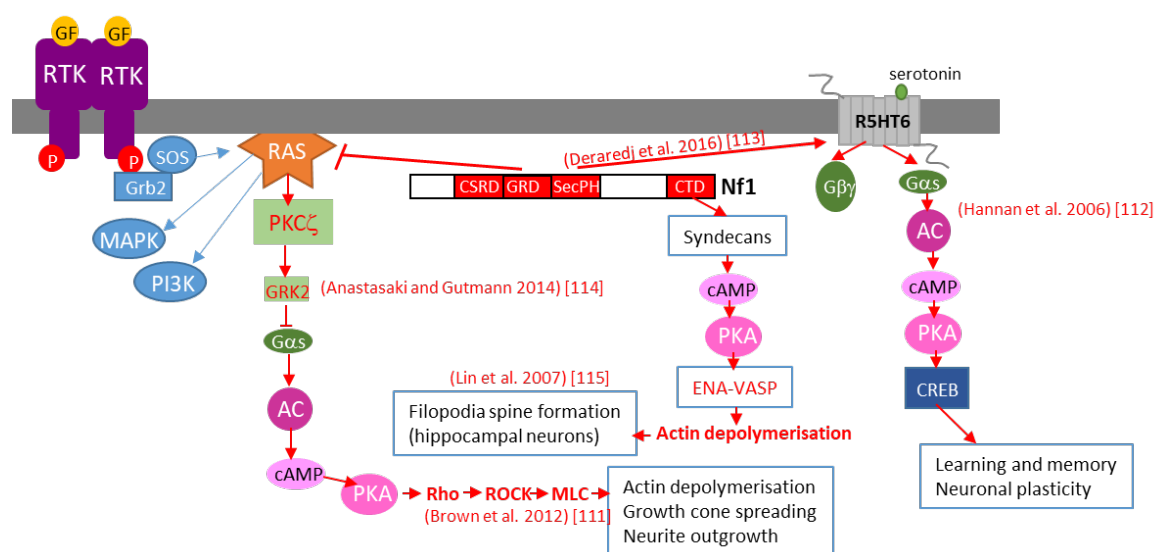 GF
GF
RTK
RTK
P
P
SOS
Grb2
RAS
MAPK
PI3K
PKCζ
GRK2
(Anastasaki and Gutmann 2014) [114]
Gαs
AC
cAMP
PKA
Rho
ROCK
MLC
(Brown et al. 2012) [111]
Actin depolymerisation
Growth cone spreading
Neurite outgrowth
(Deraredj et al. 2016) [113]
CSRD
GRD
SecPH
CTD
Nf1
Syndecans
cAMP
PKA
ENA-VASP
Actin depolymerisation
(Lin et al. 2007) [115]
Filopodia spine formation
(hippocampal neurons)
serotonin
R5HT6
Gβγ
Gαs
(Hannan et al. 2006) [112]
AC
cAMP
PKA
CREB
Learning and memory
Neuronal plasticity